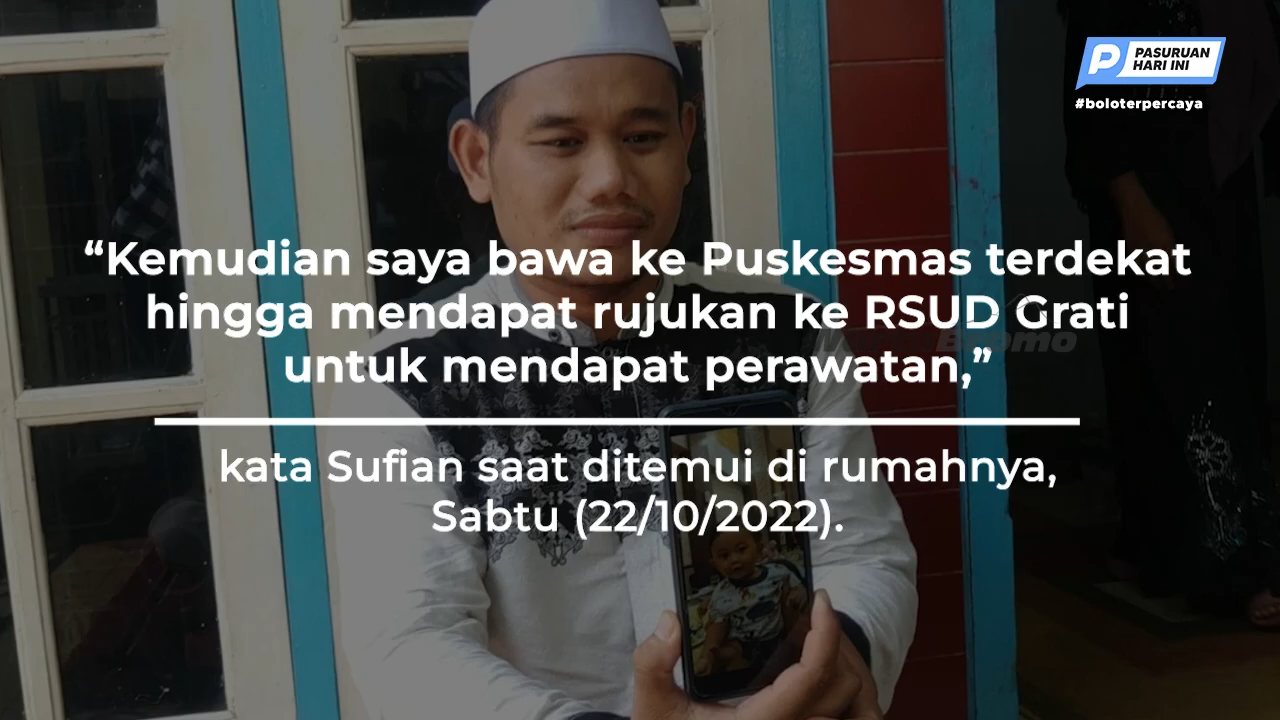 PASURUAN
HARI INI
#boloterpercaya
“Kemudian saya bawa ke Puskesmas terdekat
hingga mendapat rujukan ke RSUD Grati
untuk mendapat perawatan,”
kata Sufian saat ditemui di rumahnya,
Sabtu (22/10/2022).